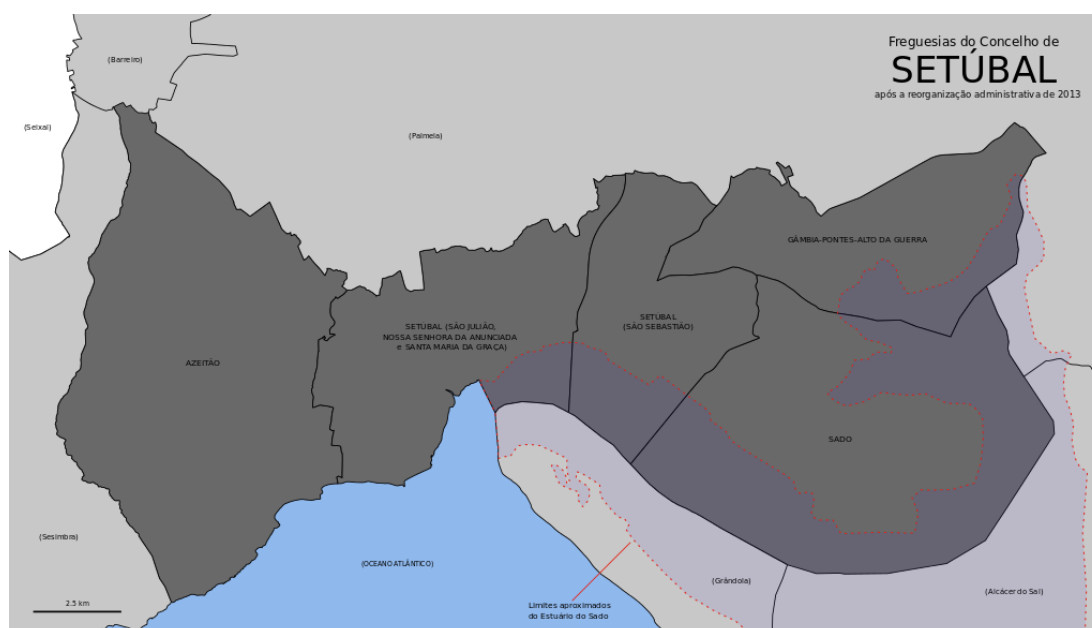 Freguesias do Concelho de
SETÚBAL
após a reorganização administrativa de 2013
(Barreiro)
(Seixal)
(Palmela)
GÂMBIA-PONTES-ALTO DA GUERRA
SETÚBAL (SÃO JULIÃO,
NOSSA SENHORA DA ANUNCIADA
e SANTA MARIA DA GRAÇA)
SETÚBAL
(SÃO SEBASTIÃO)
AZEITÃO
SADO
(Sesimbra)
(OCEANO ATLÂNTICO)
(Grândola)
(Alcácer do Sal)
2.5 km
Limites aproximados
do Estuário do Sado